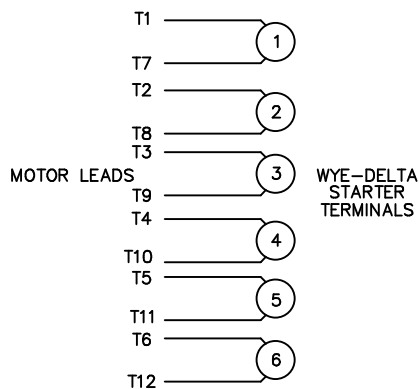 T1
1
T7
T2
2
T8
T3
MOTOR LEADS
3
WYE–DELTA
STARTER
TERMINALS
T9
T4
4
T10
T5
5
T11
T6
6
T12